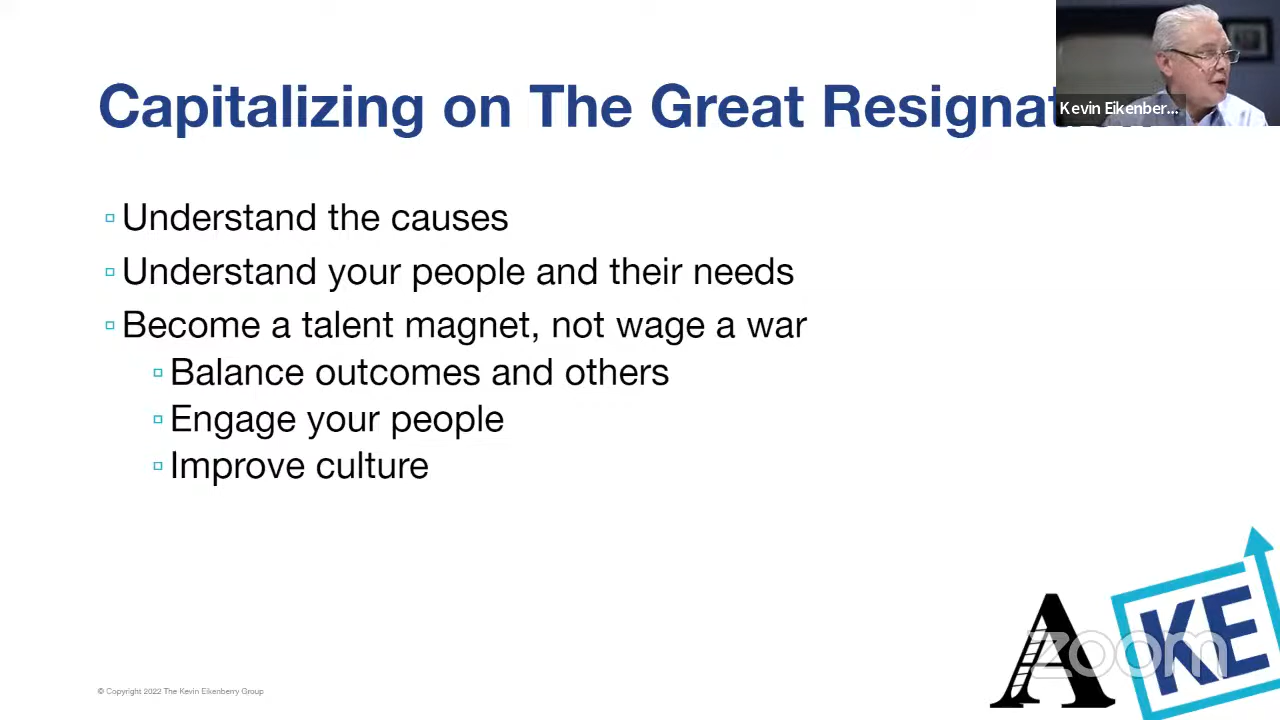 Capitalizing on The Great
Kevin Eikenber...
Understand the causes
Understand your people and their needs
Become a talent magnet, not wage a war
Balance outcomes and others
Engage your people
Improve culture
A
KE
zoom
© Copyright 2022 The Kevin Eikenberry Group